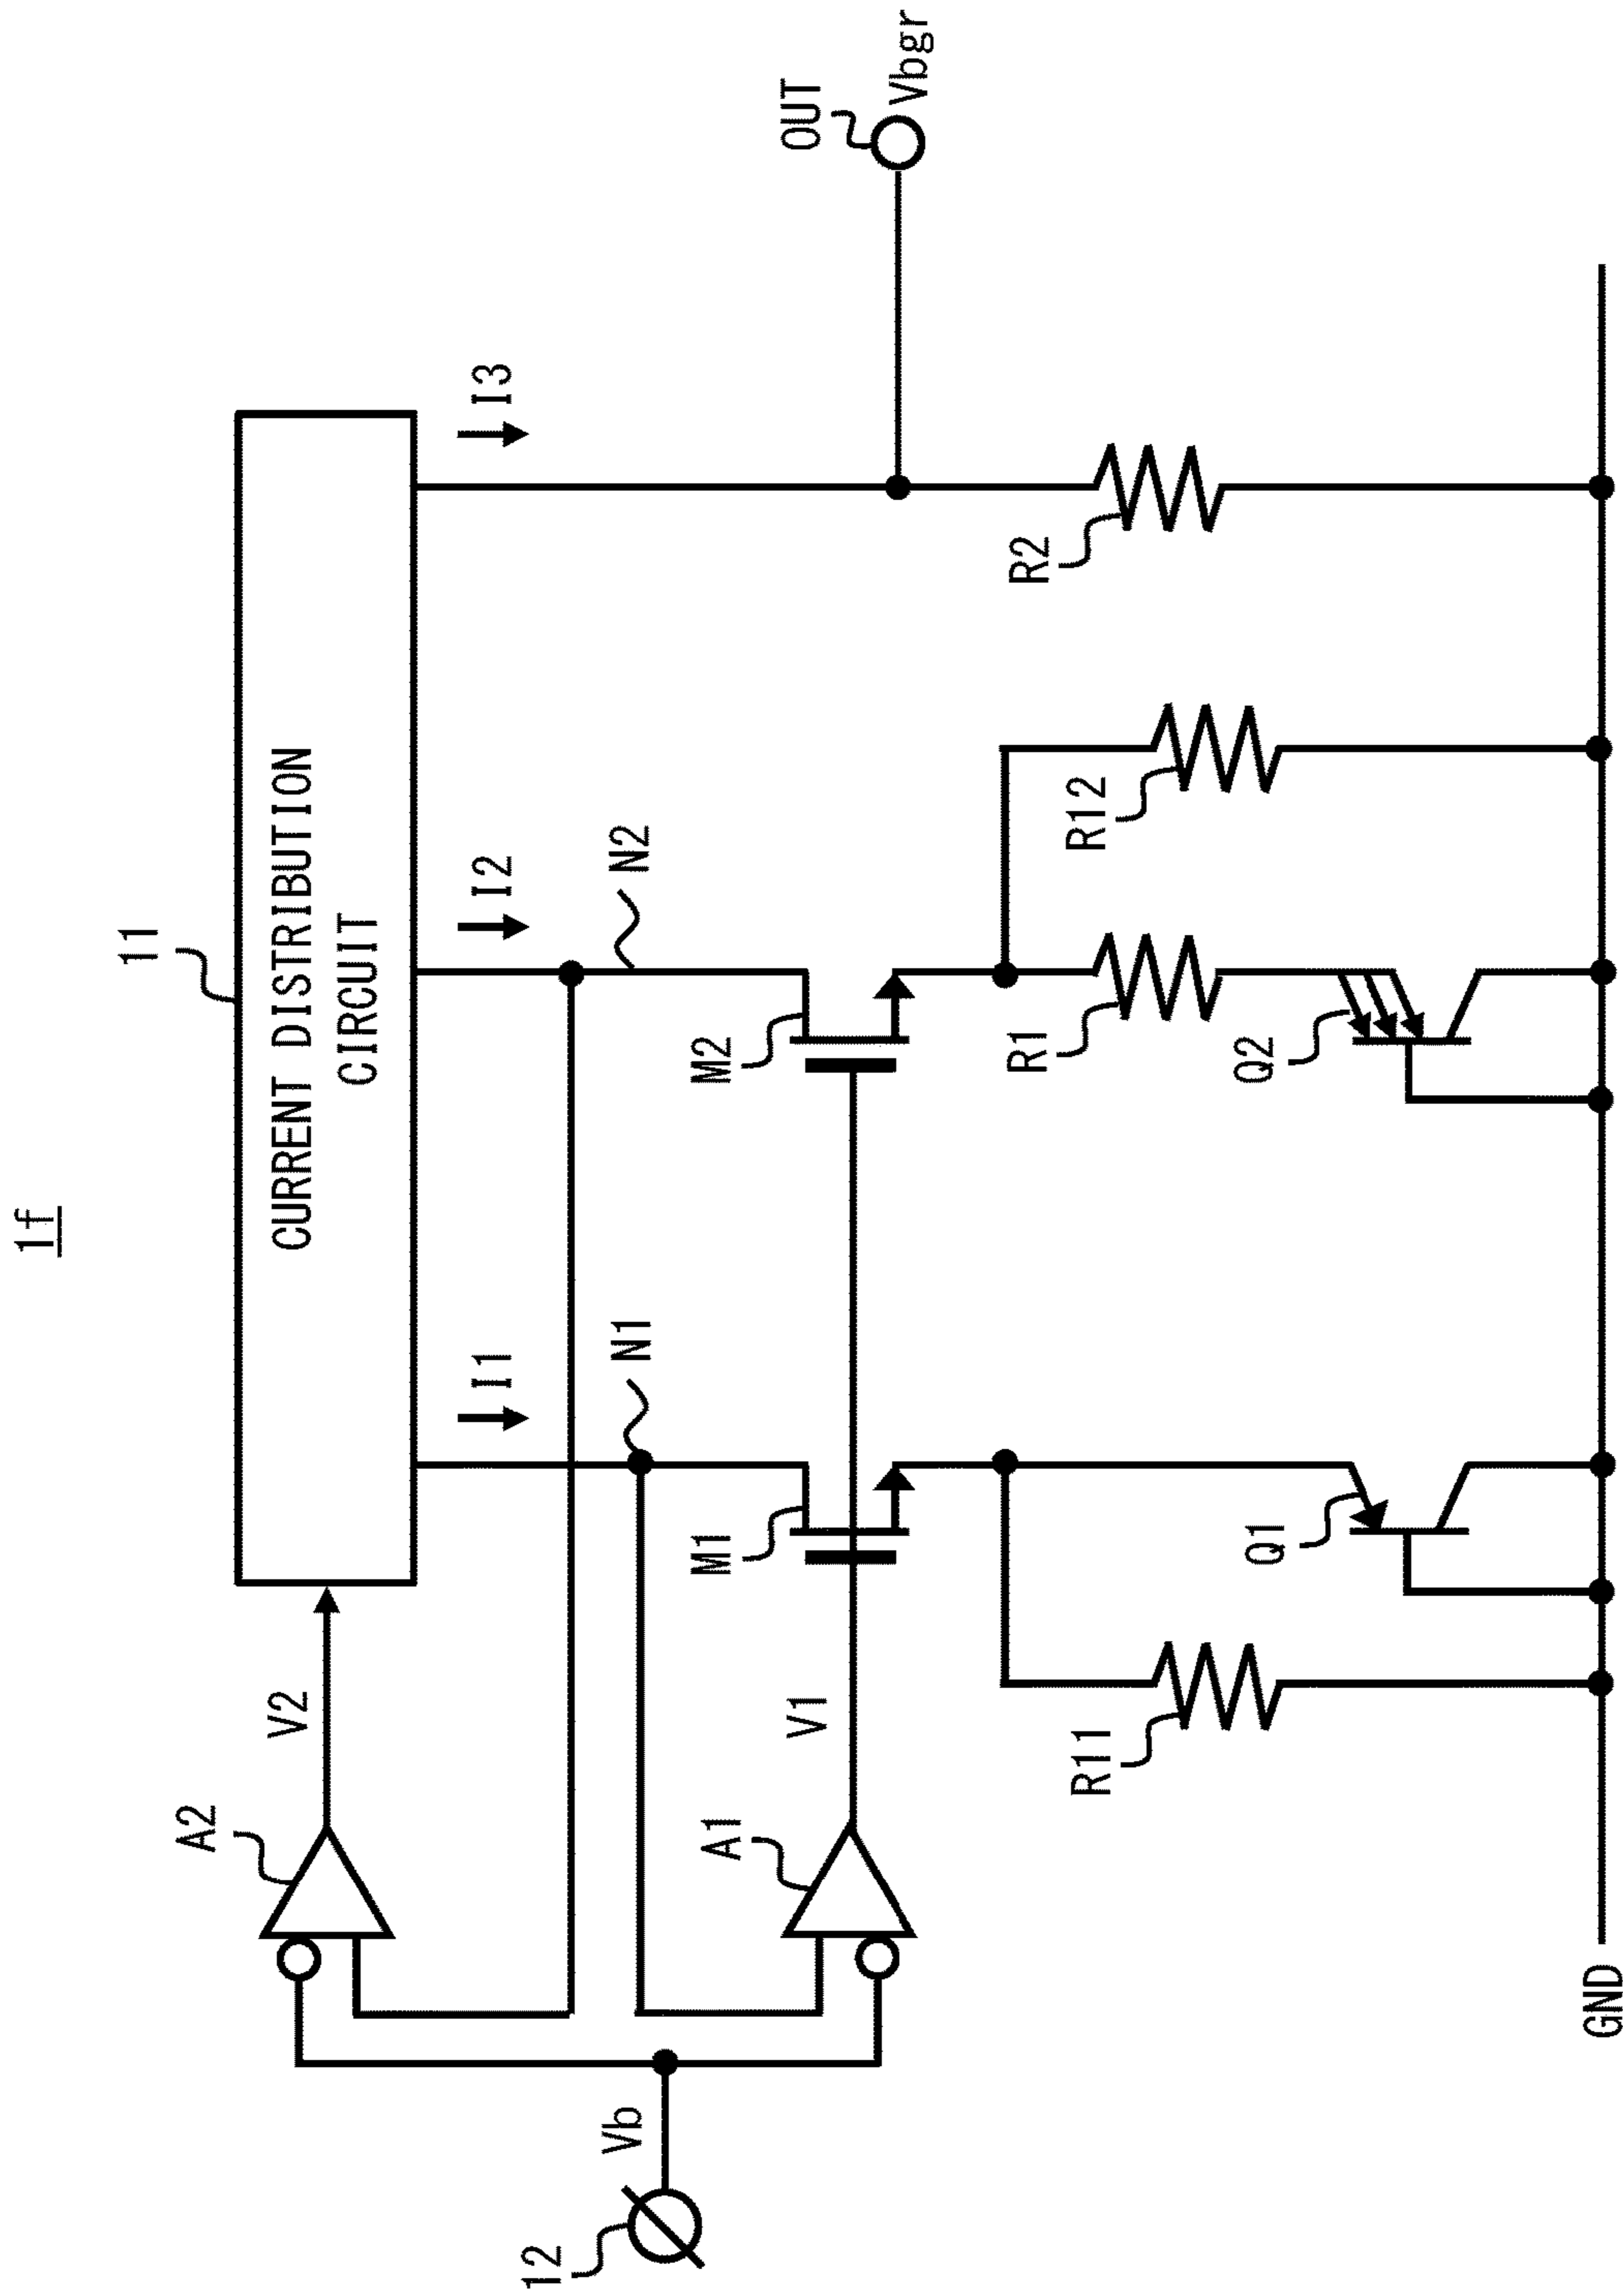 1f
11
CURRENT DISTRIBUTION
CIRCUIT
A2
V2
I1
I2
I3
N1
N2
12
Vb
A1
V1
M1
M2
OUT
Vbgr
R11
Q1
R1
R12
R2
Q2
GND